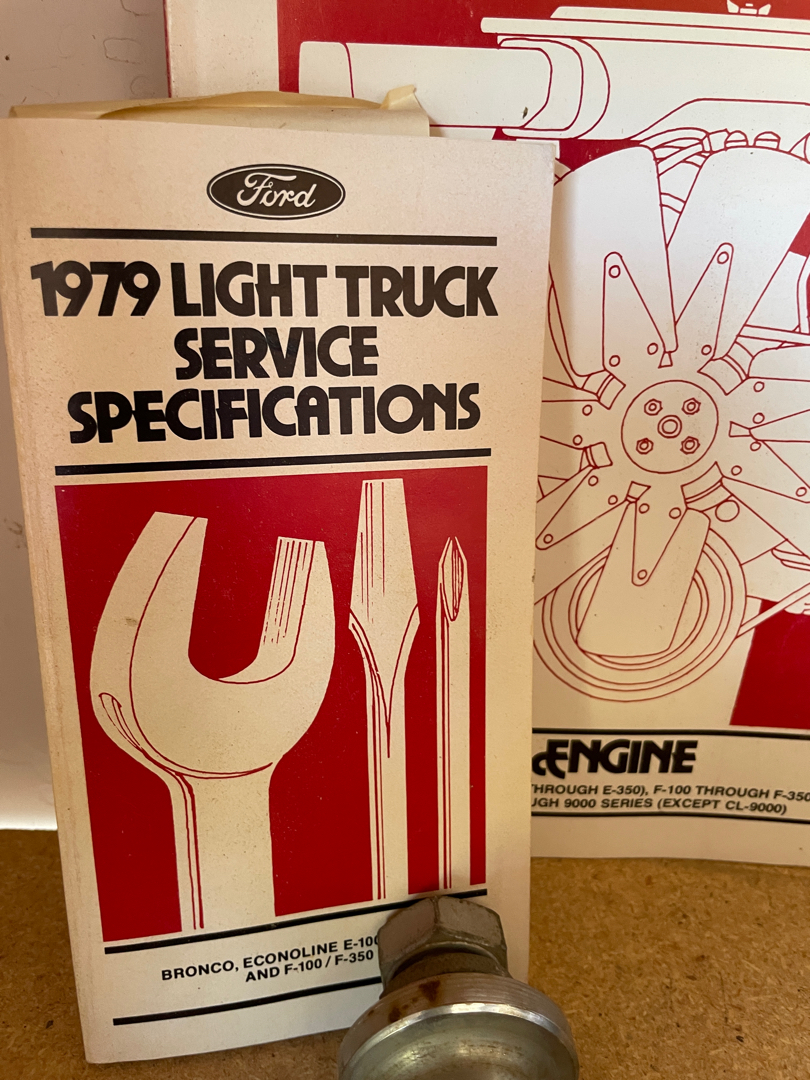 Ford
1979 LIGHT TRUCK
SERVICE
SPECIFICATIONS
BRONCO, ECONOLINE E-100
AND F-100 / F-350
ENGINE
THROUGH E-350), F-100 THROUGH F-350
9000 SERIES (EXCEPT CL-9000)